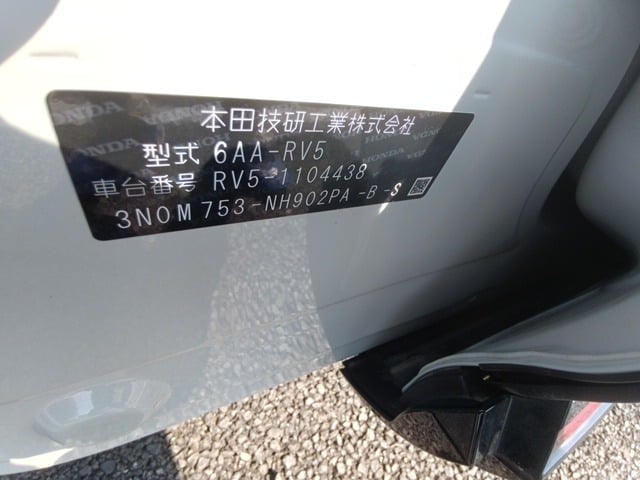 本田技研工業株式会社
型式 6AA-RV5
車台番号 RV5-1104438
3N0M 753-NH902PA-B-S